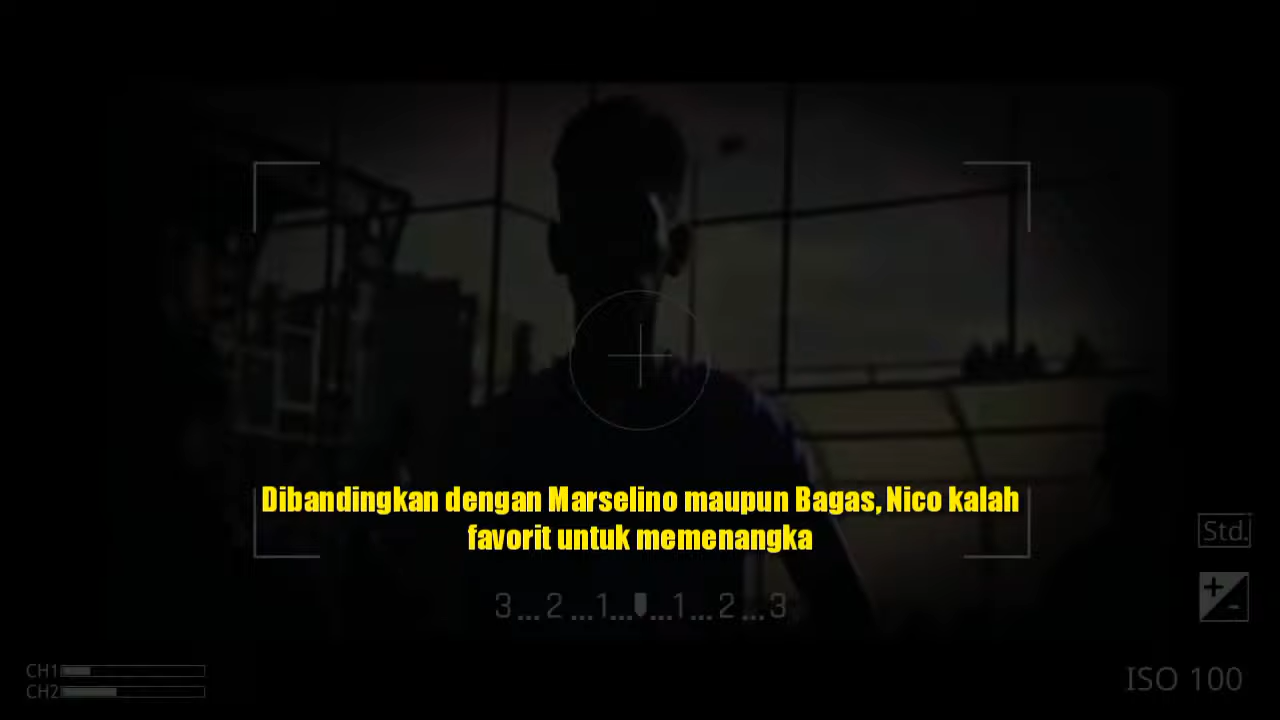 Dibandingkan dengan Marselino maupun Bagas, Nico kalah
favorit untuk memenangka
3...2...1......1...2...3
Std.
+ -
CH1
CH2
ISO 100